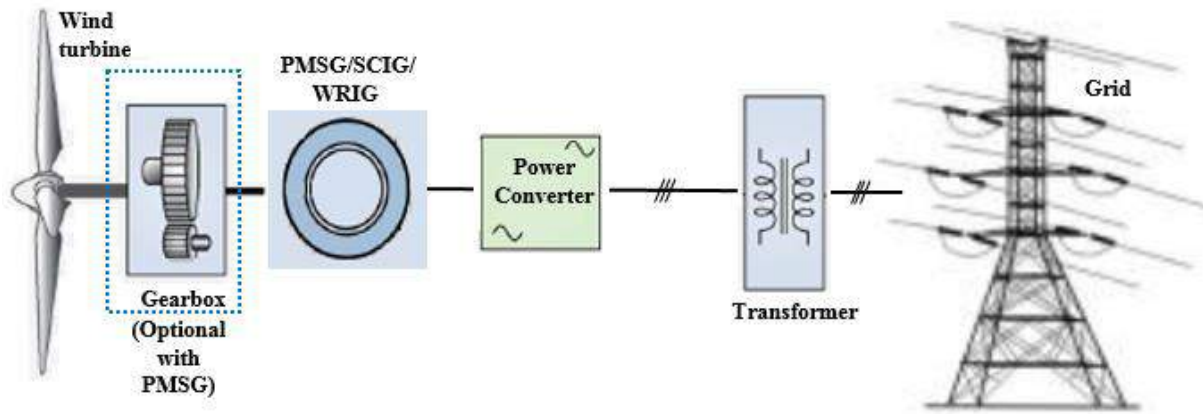 Wind
turbine
PMSG/SCIG/
WRIG
Grid
Power
Converter
Gearbox
(Optional
with
PMSG)
Transformer